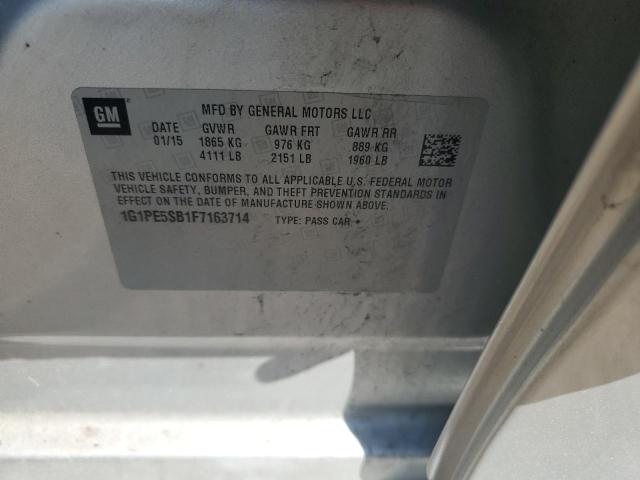 GM
MFD BY GENERAL MOTORS LLC
DATE GVWR GAWR FRT GAWR RR
01/15 1865 KG 976 KG 889 KG
4111 LB 2151 LB 1960 LB
THIS VEHICLE CONFORMS TO ALL APPLICABLE U.S. FEDERAL MOTOR
VEHICLE SAFETY, BUMPER, AND THEFT PREVENTION STANDARDS IN
EFFECT ON THE DATE OF MANUFACTURE SHOWN ABOVE.
1G1PE5SB1F7163714 TYPE: PASS CAR